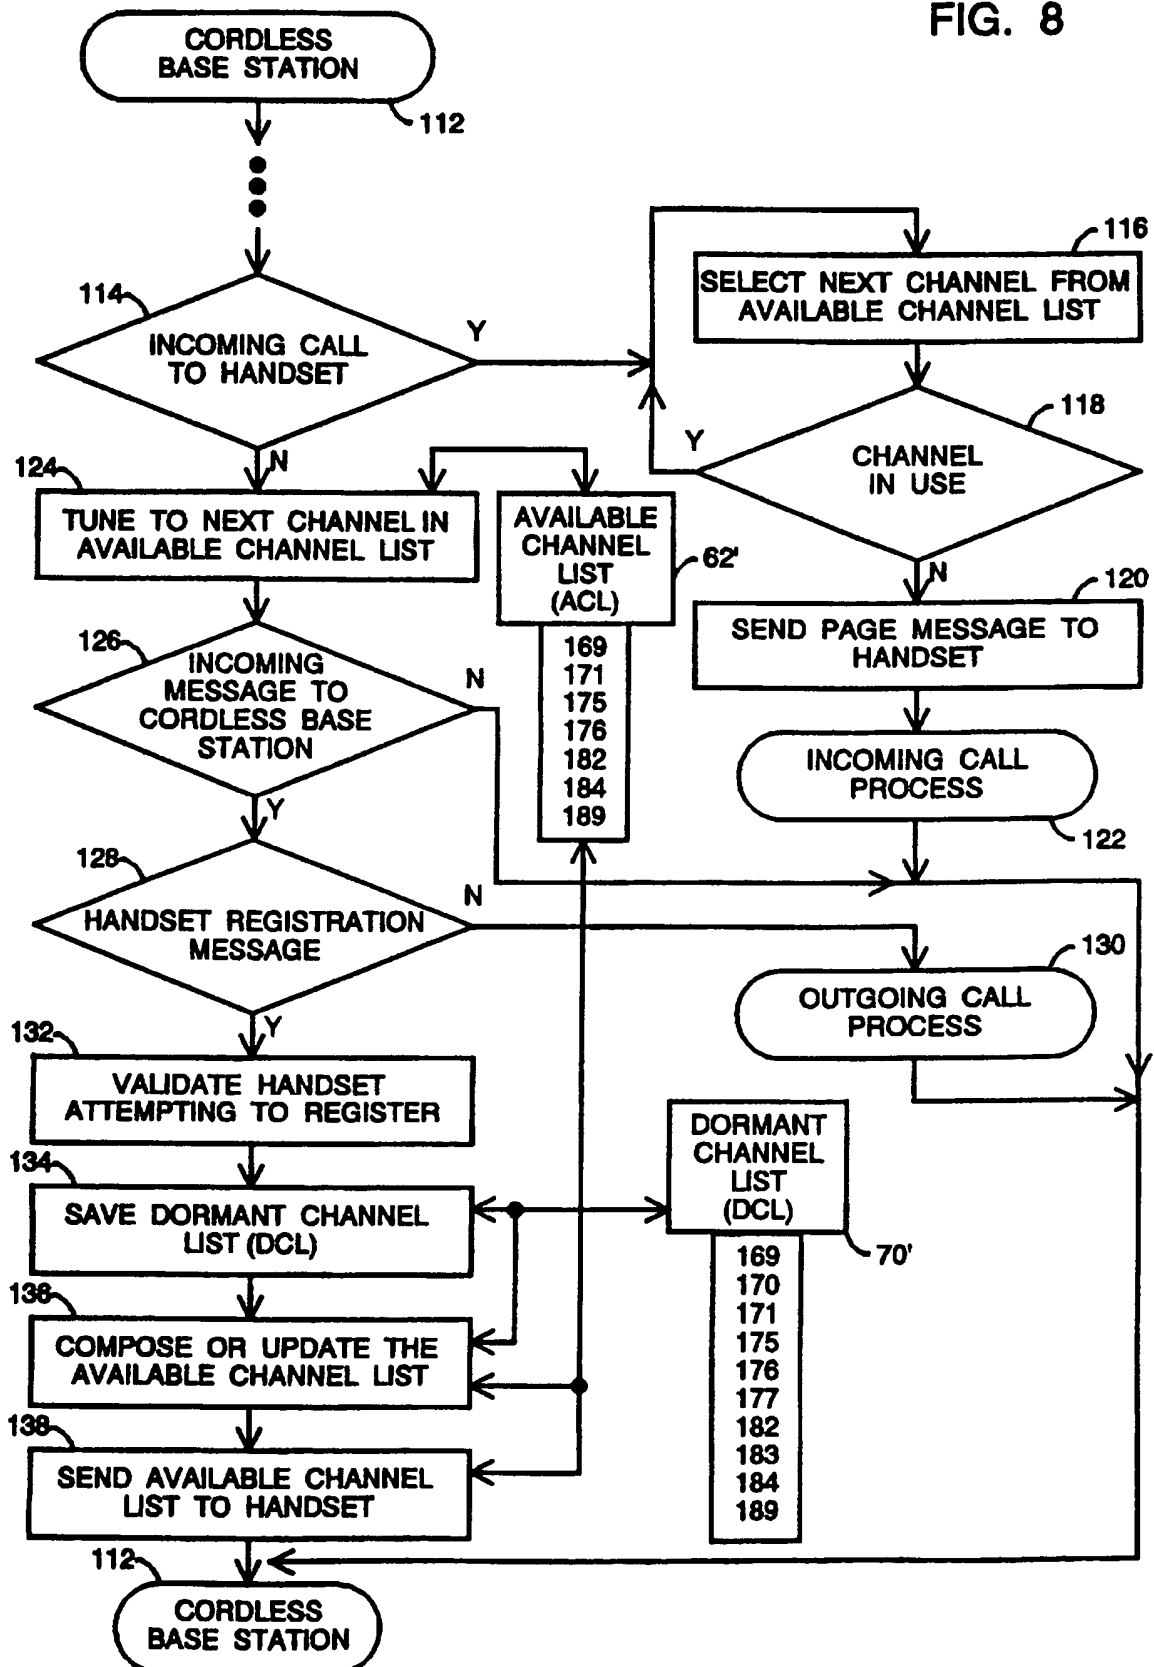 FIG. 8
CORDLESS
BASE STATION
112
114
INCOMING CALL
TO HANDSET
Y
N
116
SELECT NEXT CHANNEL FROM
AVAILABLE CHANNEL LIST
118
CHANNEL
IN USE
Y
N
120
SEND PAGE MESSAGE TO
HANDSET
INCOMING CALL
PROCESS
122
124
TUNE TO NEXT CHANNEL IN
AVAILABLE CHANNEL LIST
AVAILABLE
CHANNEL
LIST
(ACL)
62'
169
171
175
176
182
184
189
126
INCOMING
MESSAGE TO
CORDLESS BASE
STATION
N
Y
128
HANDSET REGISTRATION
MESSAGE
N
Y
130
OUTGOING CALL
PROCESS
132
VALIDATE HANDSET
ATTEMPTING TO REGISTER
134
SAVE DORMANT CHANNEL
LIST (DCL)
DORMANT
CHANNEL
LIST
(DCL)
70'
169
170
171
175
176
177
182
183
184
189
136
COMPOSE OR UPDATE THE
AVAILABLE CHANNEL LIST
138
SEND AVAILABLE CHANNEL
LIST TO HANDSET
112
CORDLESS
BASE STATION